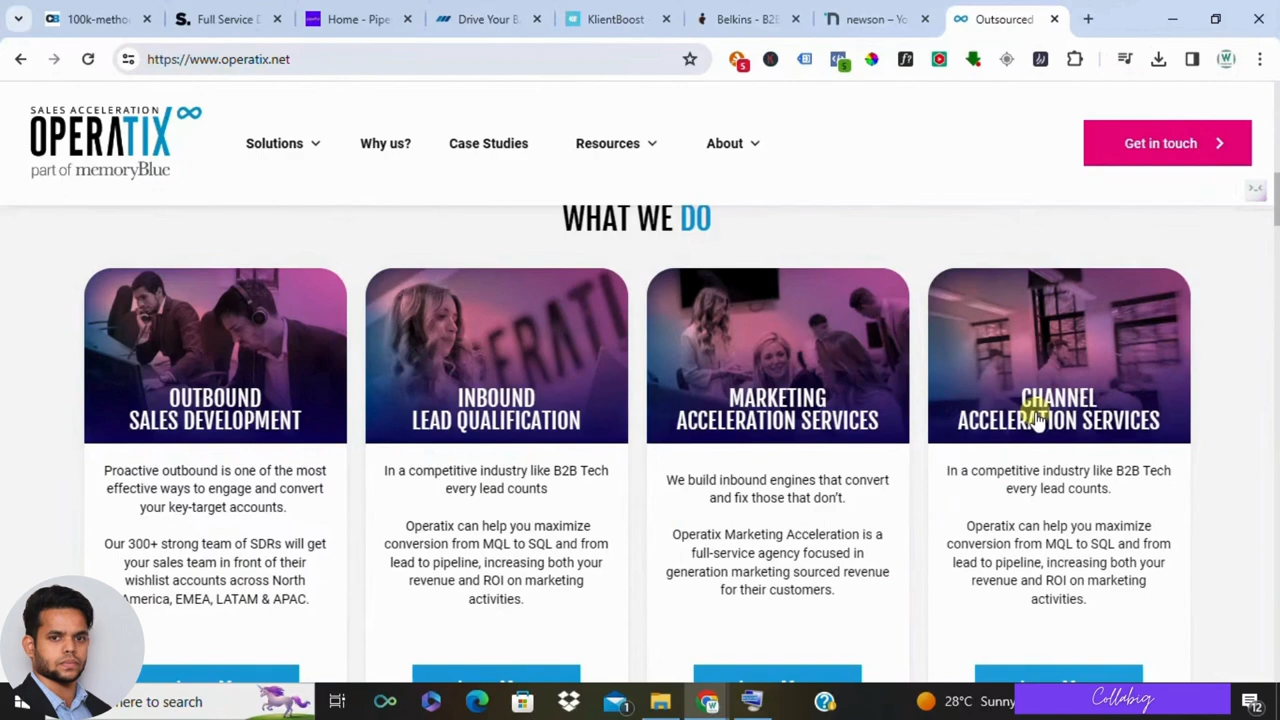 100k-metho
Full Service D
Home - Pipe
Drive Your B
KlientBoost
Belkins - B2B
newson – Yo
Outsourced
https://www.operatix.net
5
5
SALES ACCELERATION
OPERATIX
part of memoryBlue
Solutions
Why us?
Case Studies
Resources
About
Get in touch
WHAT WE DO
OUTBOUND
SALES DEVELOPMENT
Proactive outbound is one of the most
effective ways to engage and convert
your key-target accounts.
Our 300+ strong team of SDRs will get
your sales team in front of their
wishlist accounts across North
America, EMEA, LATAM & APAC.
OPERATI
INBOUND
LEAD QUALIFICATION
In a competitive industry like B2B Tech
every lead counts
Operatix can help you maximize
conversion from MQL to SQL and from
lead to pipeline, increasing both your
revenue and ROI on marketing
activities.
MARKETING
ACCELERATION SERVICES
We build inbound engines that convert
and fix those that don't.
Operatix Marketing Acceleration is a
full-service agency focused in
generation marketing sourced revenue
for their customers.
CHANNEL
ACCELERATION SERVICES
In a competitive industry like B2B Tech
every lead counts.
Operatix can help you maximize
conversion from MQL to SQL and from
lead to pipeline, increasing both your
revenue and ROI on marketing
activities.
here to search
1
28°C Sunny
Collabig
12